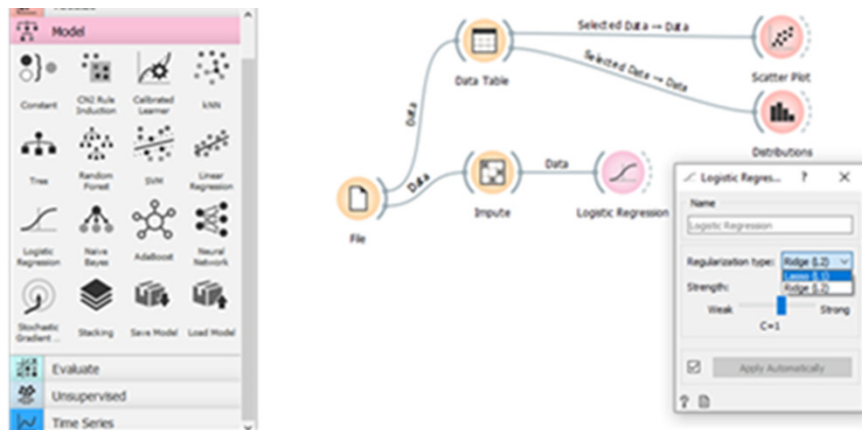 Model
Constant
CN2 Rule
Induction
Calibrated
Learner
kNN
Tree
Random
Forest
SVM
Linear
Regression
Logistic
Regression
Naive
Bayes
AdaBoost
Neural
Network
Stochastic
Gradient ...
Stacking
Save Model
Load Model
Evaluate
Unsupervised
Time Series
Selected Data → Data
Data Table
Scatter Plot
Selected Data → Data
Data
Distributions
Data
Data
File
Impute
Logistic Regression
Logistic Regres... ? ×
Name
Logistic Regression
Regularization type: Ridge (L2)
Lasso (L1)
Strength: Ridge (L2)
Weak Strong
C=1
Apply Automatically
?